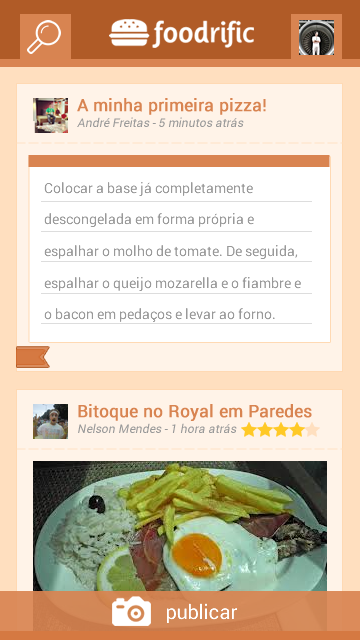 foodrific
A minha primeira pizza!
André Freitas - 5 minutos atrás
Colocar a base já completamente
descongelada em forma própria e
espalhar o molho de tomate. De seguida,
espalhar o queijo mozarella e o fiambre e
o bacon em pedaços e levar ao forno.
Bitoque no Royal em Paredes
Nelson Mendes - 1 hora atrás
publicar